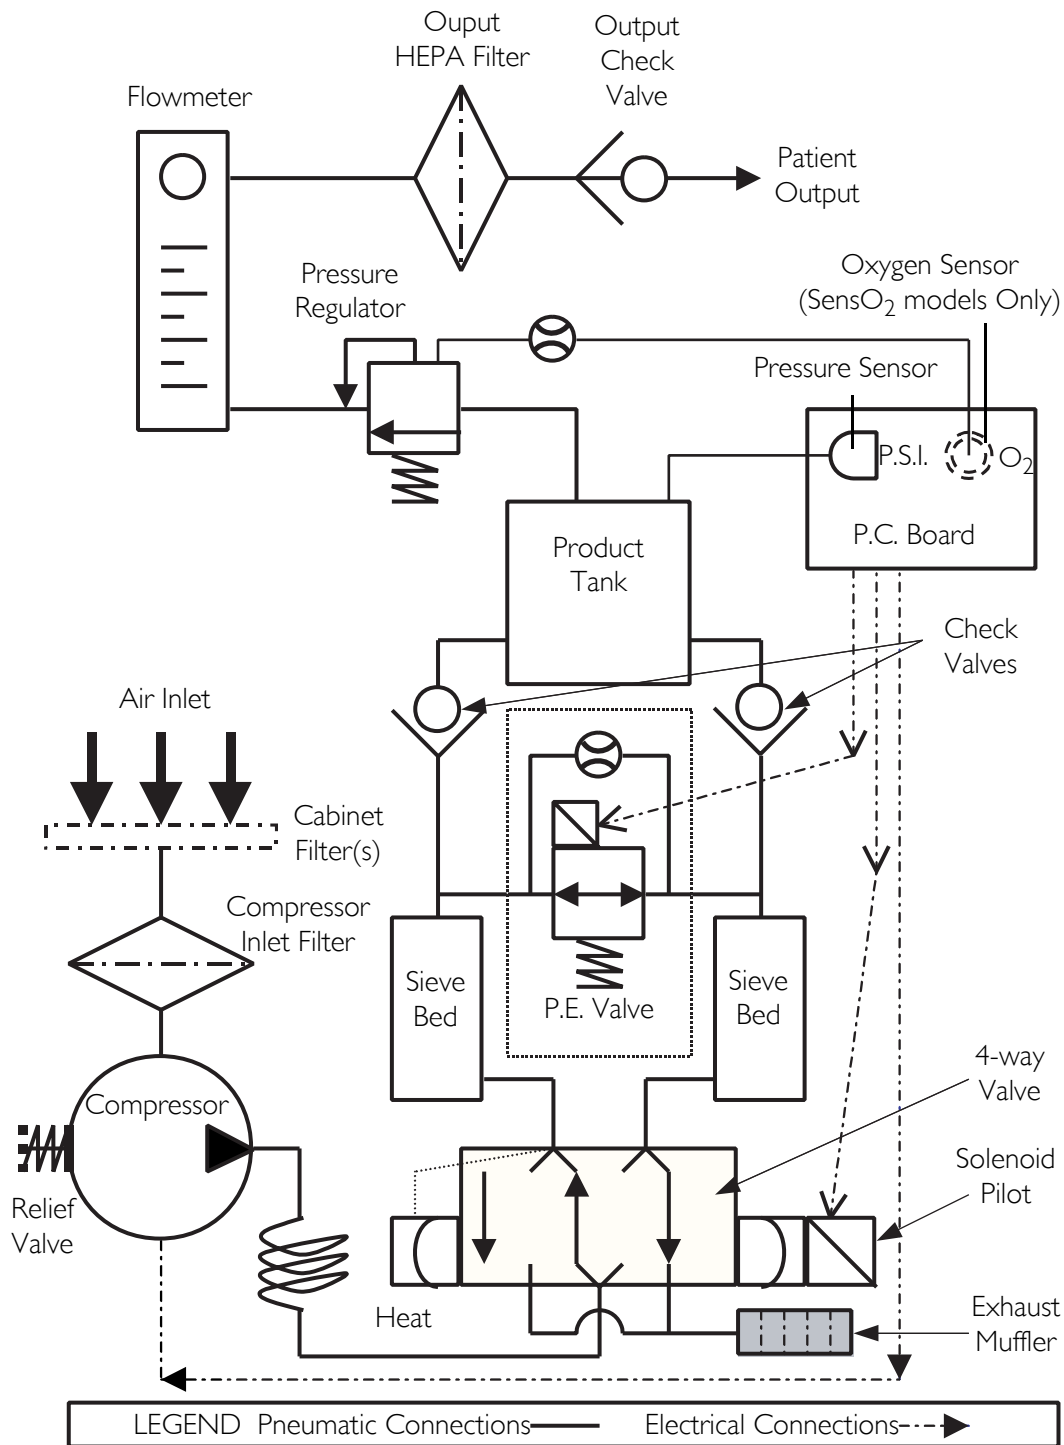 Ouput
HEPA Filter
Output
Check
Valve
Flowmeter
Patient
Output
Pressure
Regulator
Oxygen Sensor
(SensO₂ models Only)
Pressure Sensor
P.S.I.
O₂
P.C. Board
Product
Tank
Check
Valves
Air Inlet
Cabinet
Filter(s)
Compressor
Inlet Filter
Sieve
Bed
P.E. Valve
Sieve
Bed
4-way
Valve
Compressor
Solenoid
Pilot
Relief
Valve
Heat
Exhaust
Muffler
LEGEND Pneumatic Connections Electrical Connections